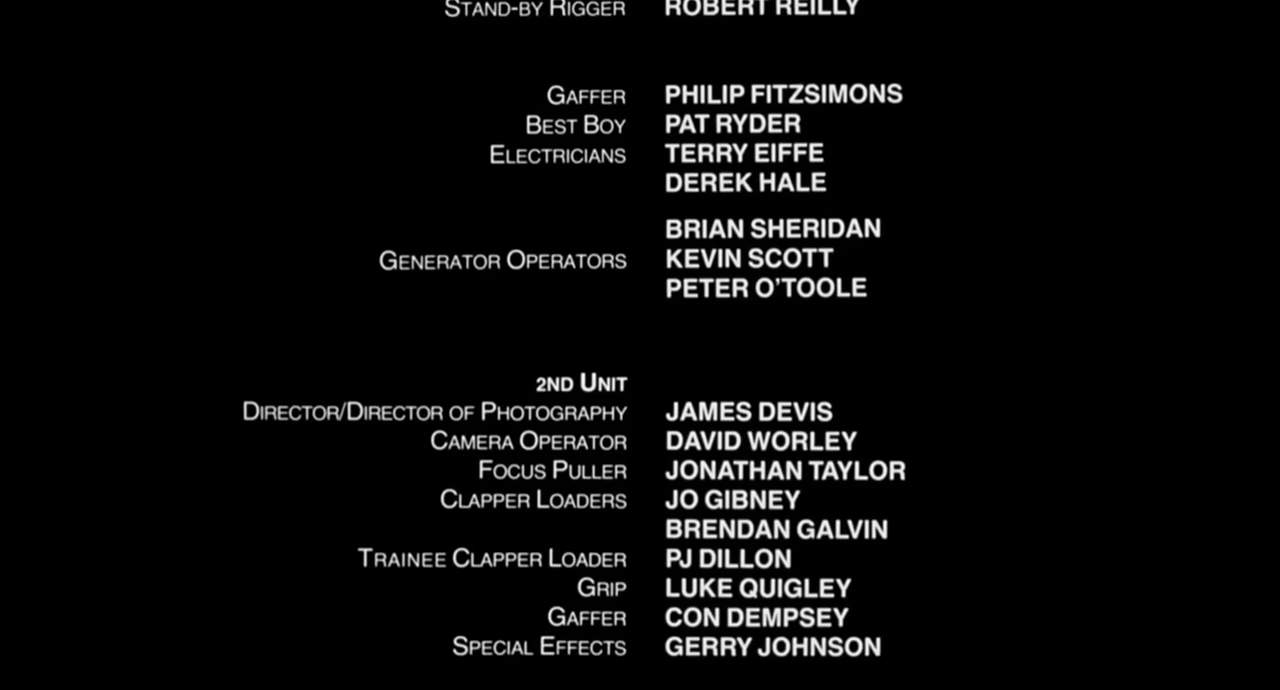 STAND-BY RIGGER ROBERT REILLY
GAFFER PHILIP FITZSIMONS
BEST BOY PAT RYDER
ELECTRICIANS TERRY EIFFE
DEREK HALE
BRIAN SHERIDAN
GENERATOR OPERATORS KEVIN SCOTT
PETER O'TOOLE
2ND UNIT
DIRECTOR/DIRECTOR OF PHOTOGRAPHY JAMES DEVIS
CAMERA OPERATOR DAVID WORLEY
FOCUS PULLER JONATHAN TAYLOR
CLAPPER LOADERS JO GIBNEY
BRENDAN GALVIN
TRAINEE CLAPPER LOADER PJ DILLON
GRIP LUKE QUIGLEY
GAFFER CON DEMPSEY
SPECIAL EFFECTS GERRY JOHNSON